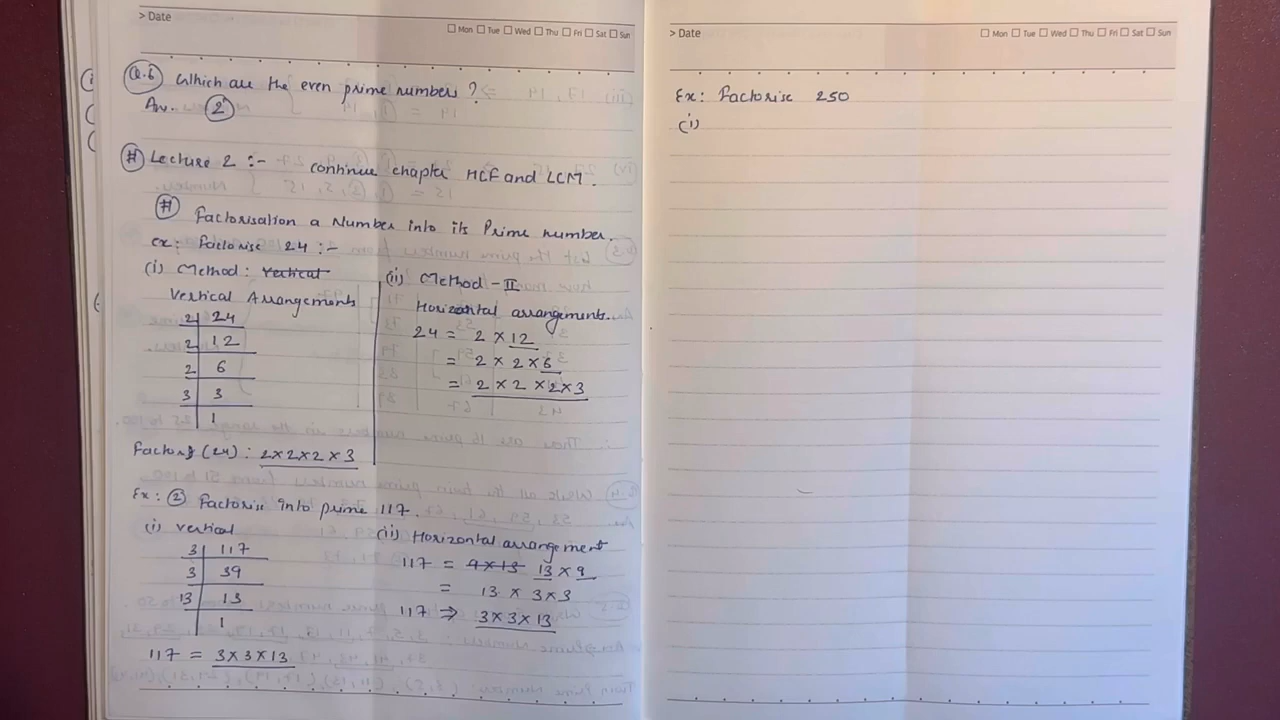 > Date
Mon Tue Wed Thu Fri Sat Sun
Q.6 Which are the even prime numbers ?
An. 2
# Lecture 2 :- continue chapter HCF and LCM.
# Factorisation a Number into its Prime number.
ex: Factorise 24 :-
(i) Method : vertical
Vertical Arrangements
2 24
2 12
2 6
3 3
1
Factors (24) : 2×2×2×3
(ii) Method - II
Horizontal arrangements.
24 = 2 × 12
= 2 × 2 × 6
= 2 × 2 × 2 × 3
Ex: 2 Factorise into prime 117.
(i) vertical
3 117
3 39
13 13
1
117 = 3×3×13
(ii) Horizontal arrangement
117 = 9×13 13 × 9
= 13 × 3×3
117 ⇒ 3×3×13
> Date
Mon Tue Wed Thu Fri Sat Sun
Ex: Factorise 250
(i)